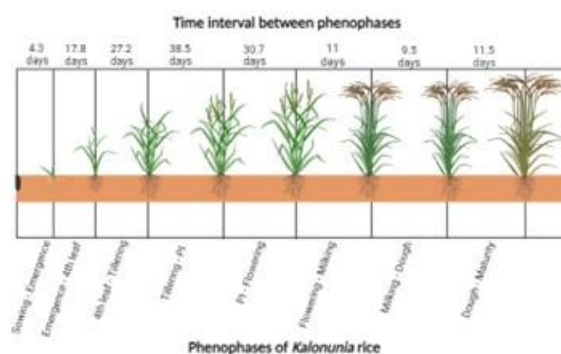 Time interval between phenophases
4.3 days
17.8 days
27.2 days
38.5 days
30.7 days
11 days
9.5 days
11.5 days
Sowing - Emergence
Emergence - 4th leaf
4th leaf - Tillering
Tillering - PI
PI - Flowering
Flowering - Milking
Milking - Dough
Dough - Maturity
Phenophases of Kalonunia rice